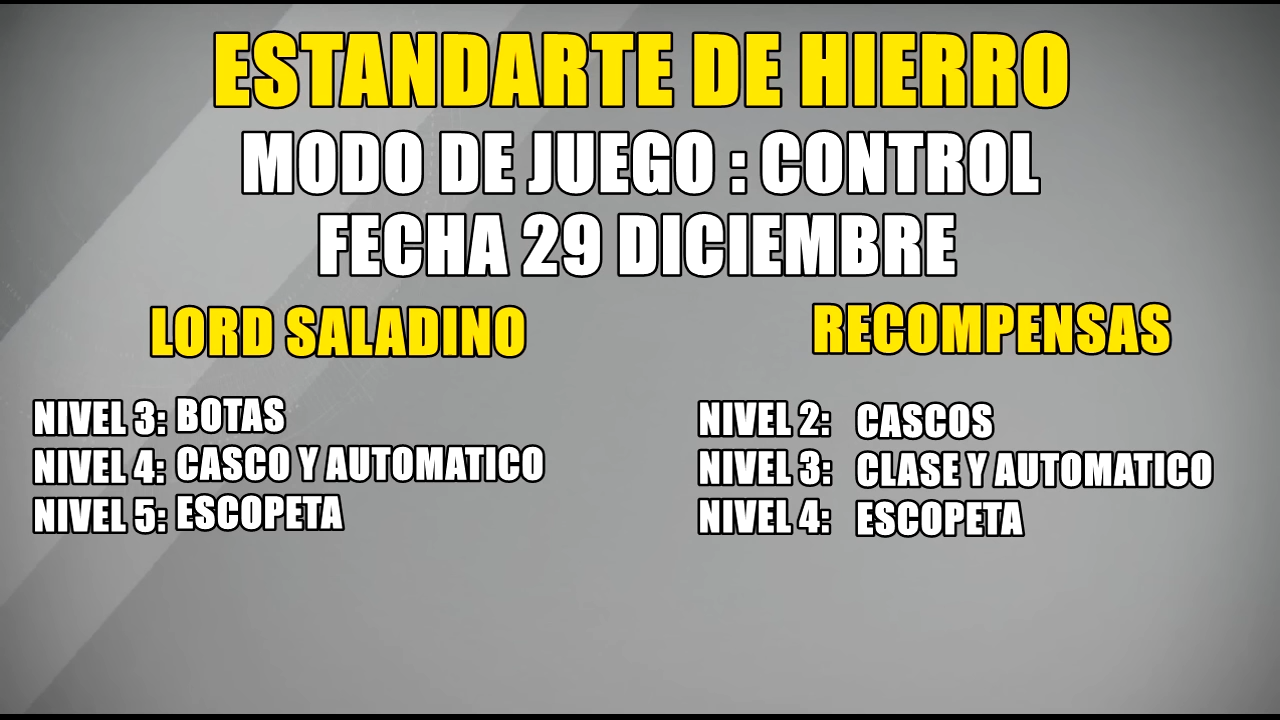 ESTANDARTE DE HIERRO
MODO DE JUEGO : CONTROL
FECHA 29 DICIEMBRE
LORD SALADINO
NIVEL 3: BOTAS
NIVEL 4: CASCO Y AUTOMATICO
NIVEL 5: ESCOPETA
RECOMPENSAS
NIVEL 2: CASCOS
NIVEL 3: CLASE Y AUTOMATICO
NIVEL 4: ESCOPETA